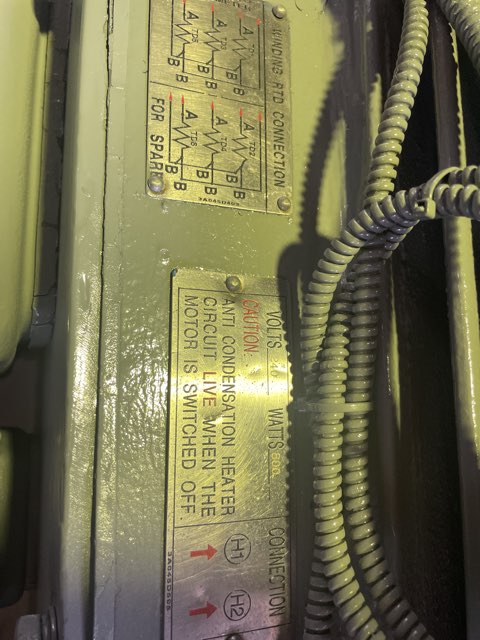 WINDING RTD CONNECTION
A B B
A B B
A B B
A B B
A B B
A B B
FOR SPARE
VOLTS WATTS
CONNECTION
CAUTION
ANTI CONDENSATION HEATER
CIRCUIT LIVE WHEN THE
MOTOR IS SWITCHED OFF
H1 H2